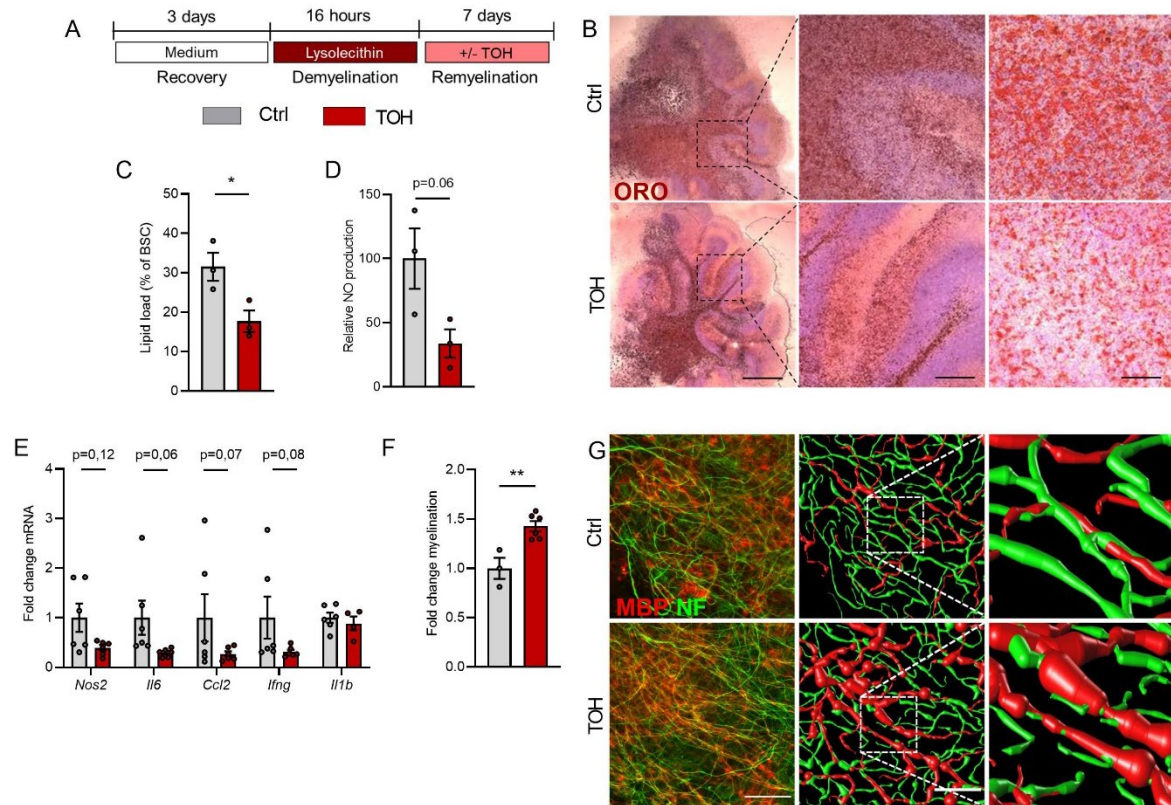 A
3 days 16 hours 7 days
Medium Lysolecithin +/- TOH
Recovery Demyelination Remyelination
Ctrl TOH
B
Ctrl
ORO
TOH
C
*
Lipid load (% of BSC)
50
40
30
20
10
0
D
p=0.06
Relative NO production
150
100
50
0
E
p=0,12 p=0,06 p=0,07 p=0,08
Fold change mRNA
4
3
2
1
0
Nos2 Il6 Ccl2 Ifng Il1b
F
**
Fold change myelination
2.0
1.5
1.0
0.5
0.0
G
Ctrl
MBP NF
TOH